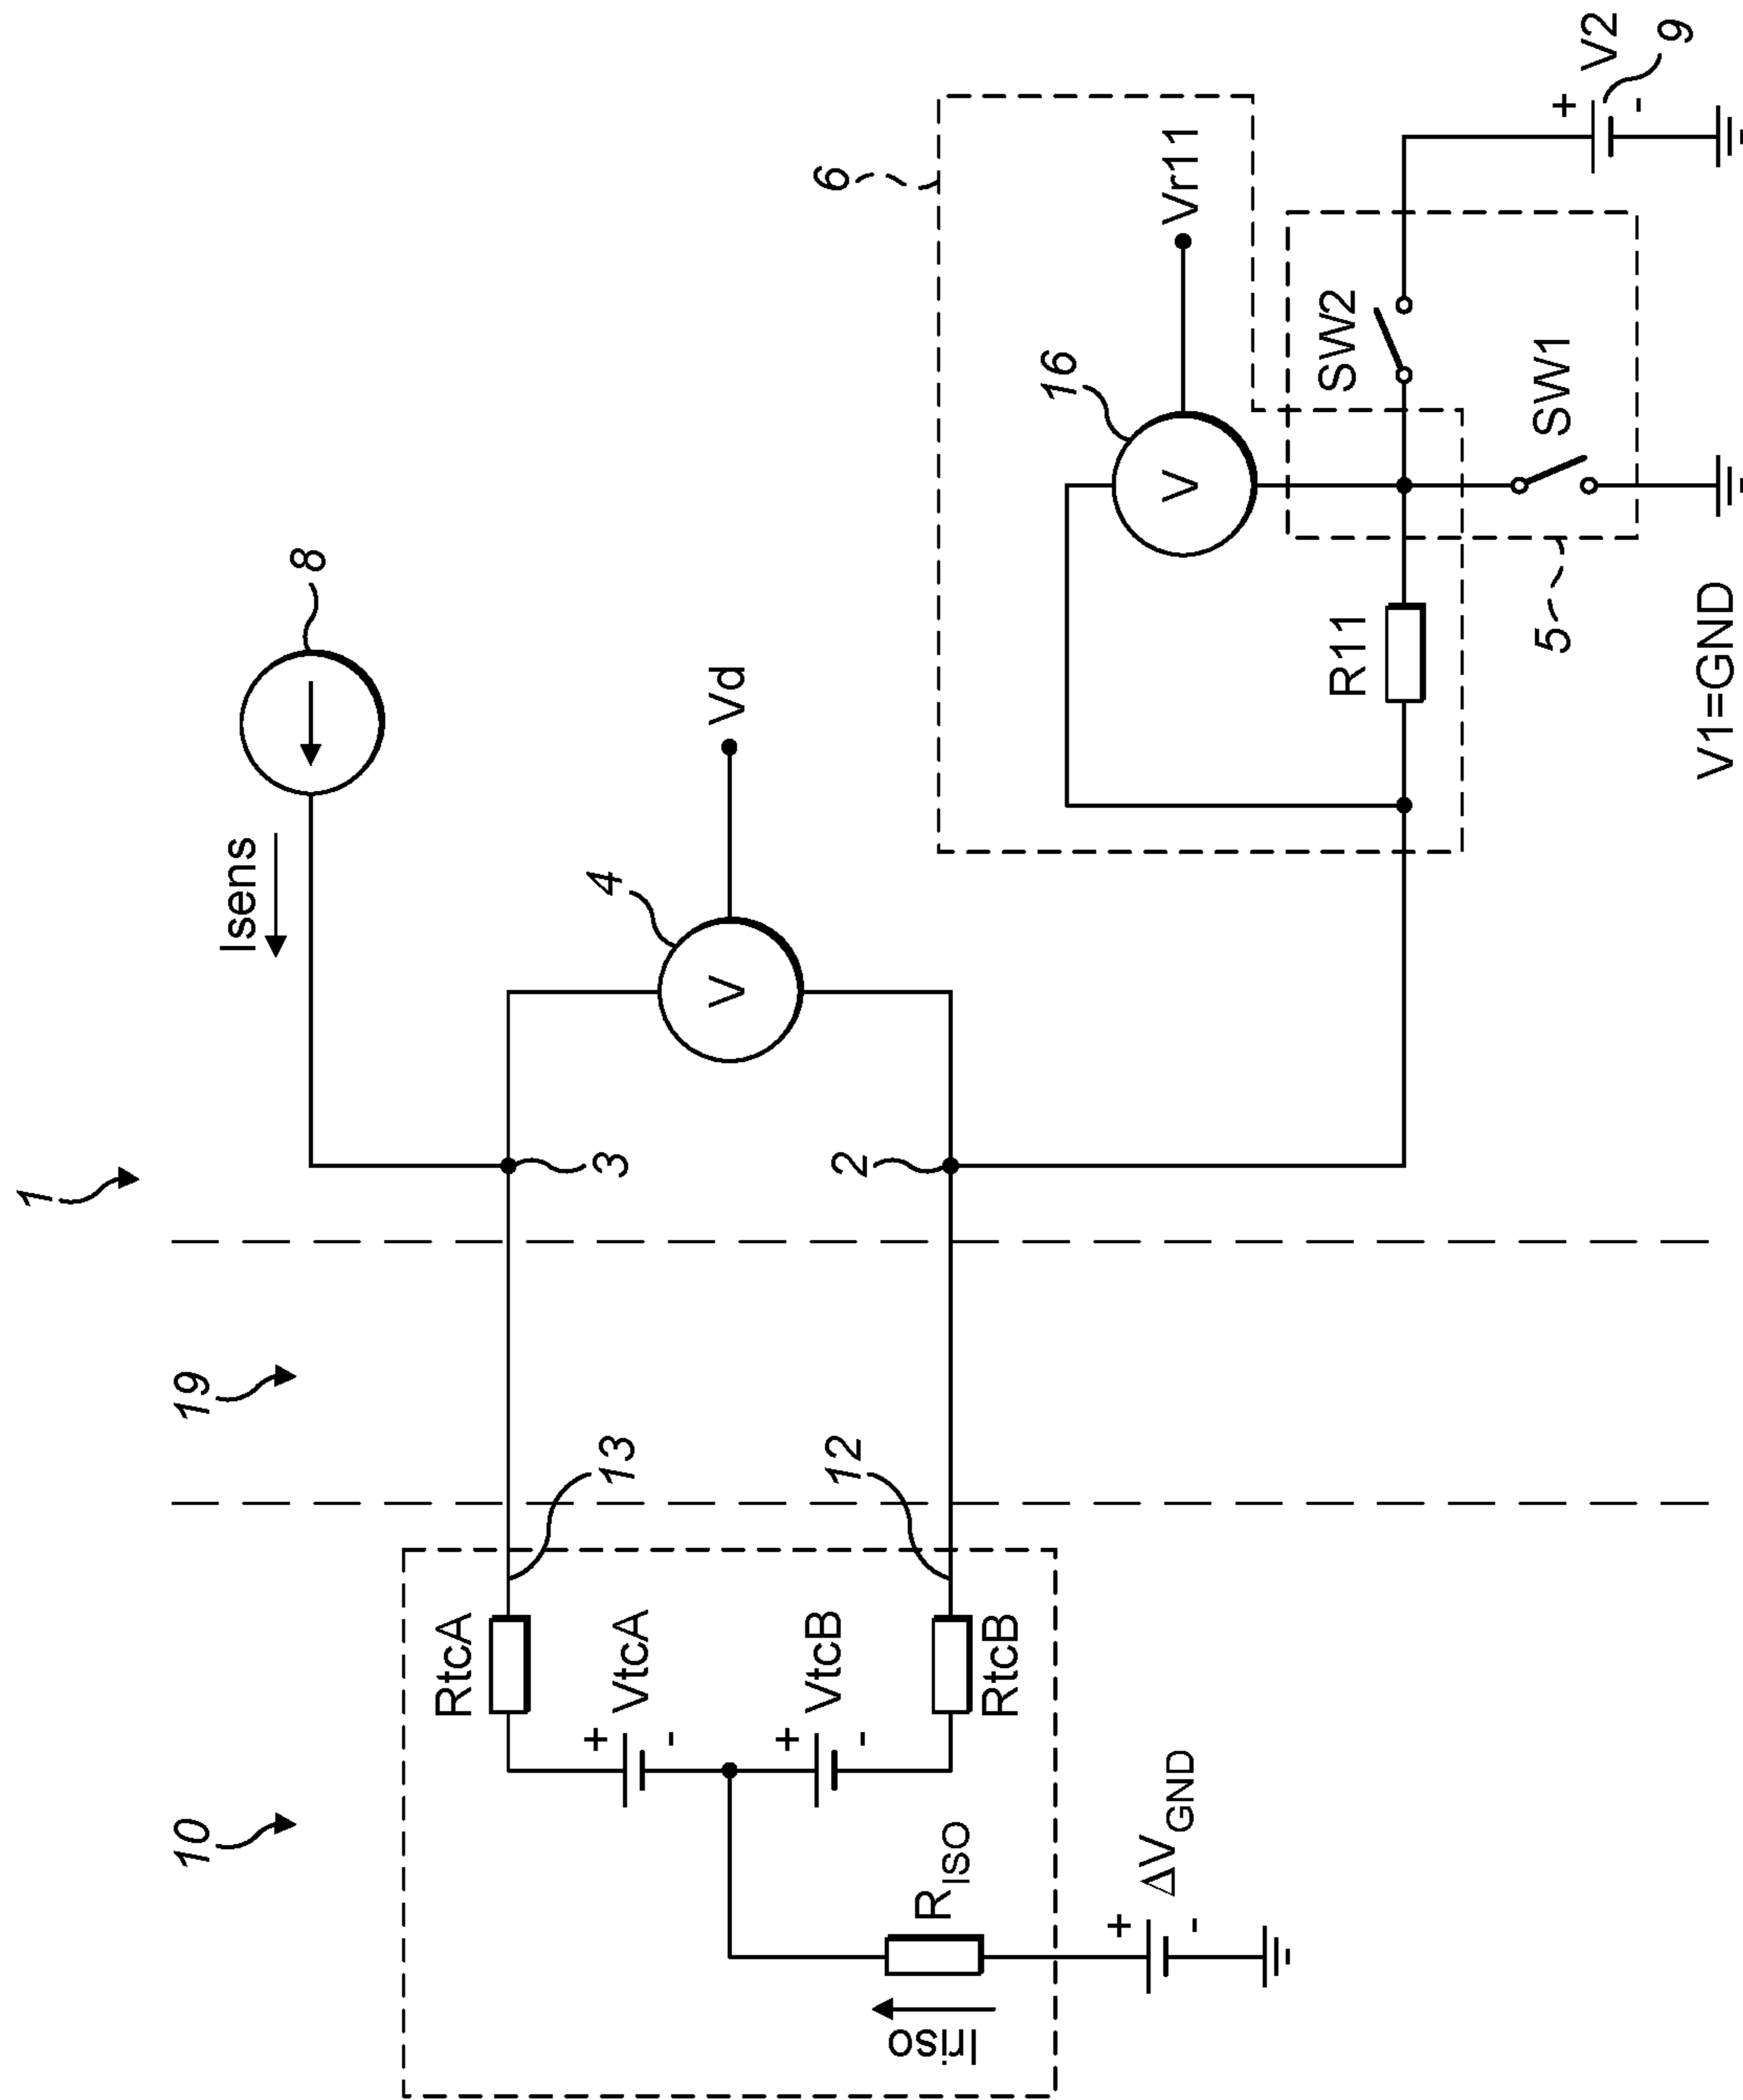 1
10
19
Isens
8
RtcA
13
3
VtcA
4
Vd
VtcB
V
12
2
RtcB
RISO
Iriso
ΔVGND
6
16
V
Vr11
R11
SW2
SW1
5
V1=GND
V2
9
+
-
+
-
+
-
+
-